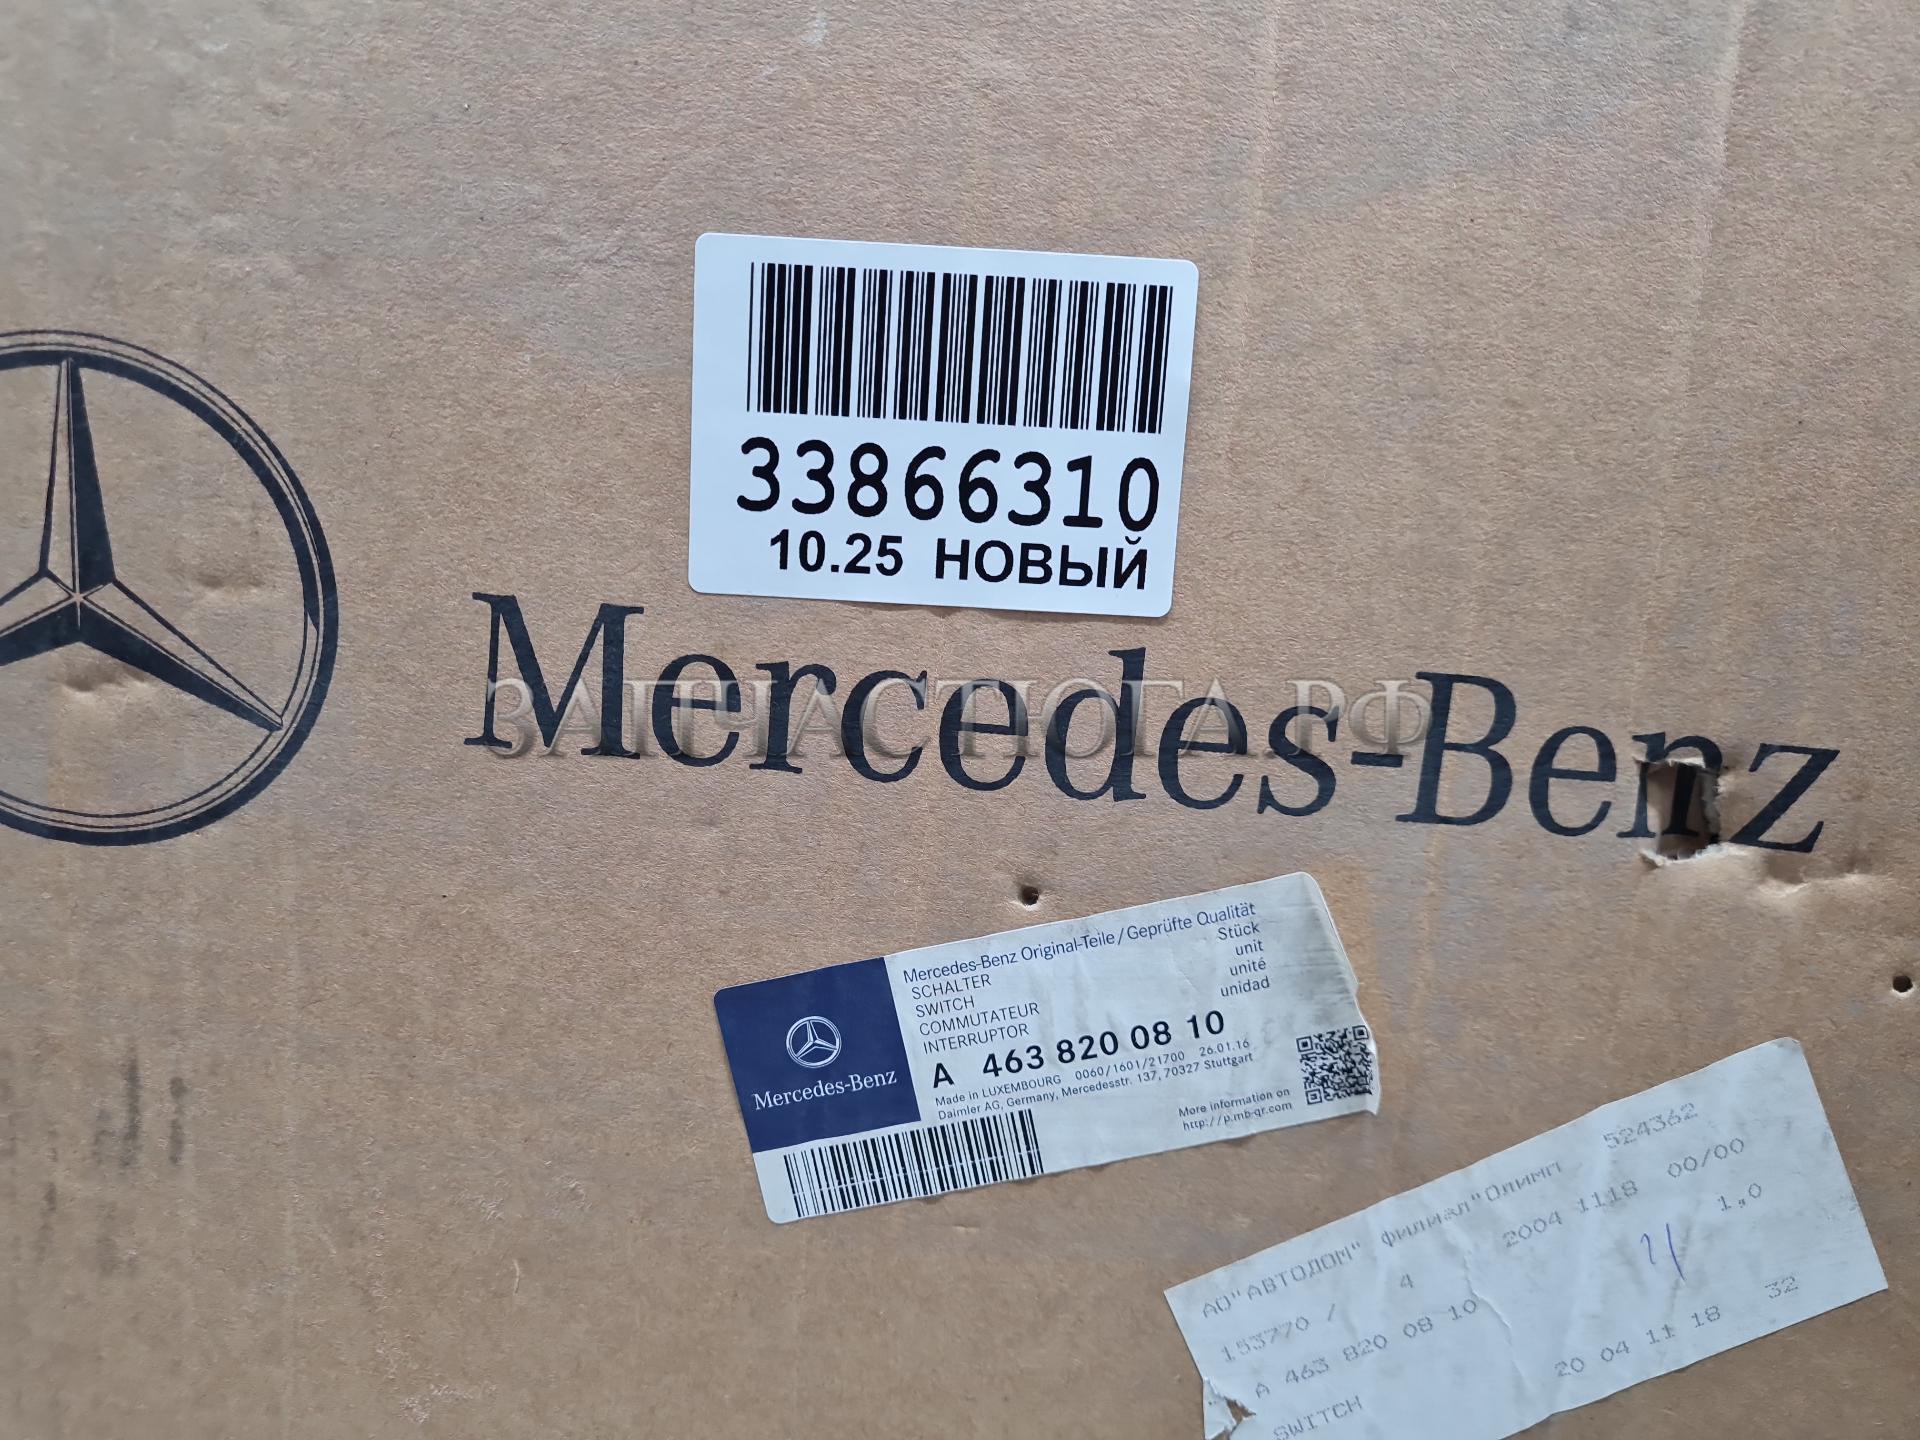 33866310
10.25 НОВЫЙ
Mercedes-Benz
ЗАПЧАСТЮГА.РФ
Mercedes-Benz Original-Teile / Geprüfte Qualität
SCHALTER
SWITCH
COMMUTATEUR
INTERRUPTOR
Stück
unit
unité
unidad
A 463 820 08 10
Made in LUXEMBOURG 0060/1601/21700 26.01.16
Daimler AG, Germany, Mercedesstr. 137, 70327 Stuttgart
More information on
http://p.mb-qr.com
Mercedes-Benz
524362
АО"АВТОДОМ" ФИЛИАЛ"ОЛИМП
153770 / 4 2004 1118 00/00
A 463 820 08 10 1,0
SWITCH 20 04 11 18 32